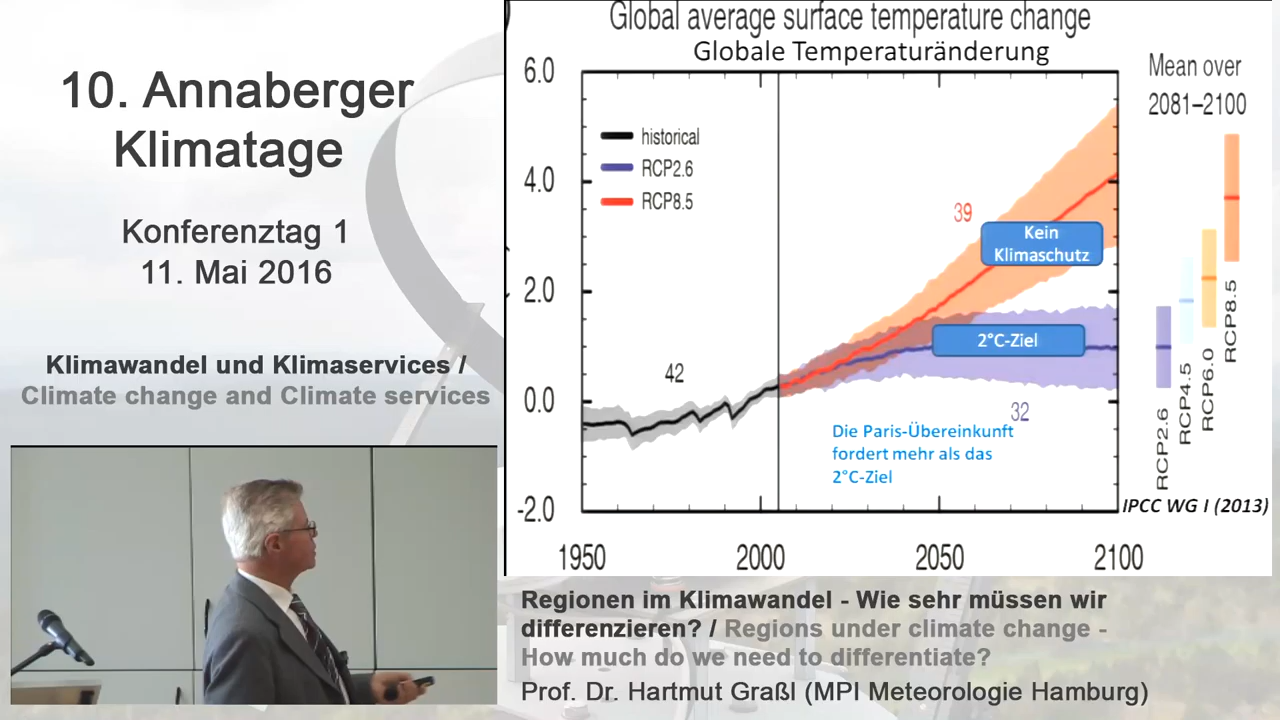 10. Annaberger
Klimatage
Konferenztag 1
11. Mai 2016
Klimawandel und Klimaservices /
Climate change and Climate services
Global average surface temperature change
Globale Temperaturänderung
6.0
4.0
2.0
0.0
-2.0
1950
2000
2050
2100
historical
RCP2.6
RCP8.5
42
39
32
Kein
Klimaschutz
2°C-Ziel
Die Paris-Übereinkunft
fordert mehr als das
2°C-Ziel
Mean over
2081–2100
RCP2.6
RCP4.5
RCP6.0
RCP8.5
IPCC WG I (2013)
Regionen im Klimawandel - Wie sehr müssen wir
differenzieren? / Regions under climate change -
How much do we need to differentiate?
Prof. Dr. Hartmut Graßl (MPI Meteorologie Hamburg)